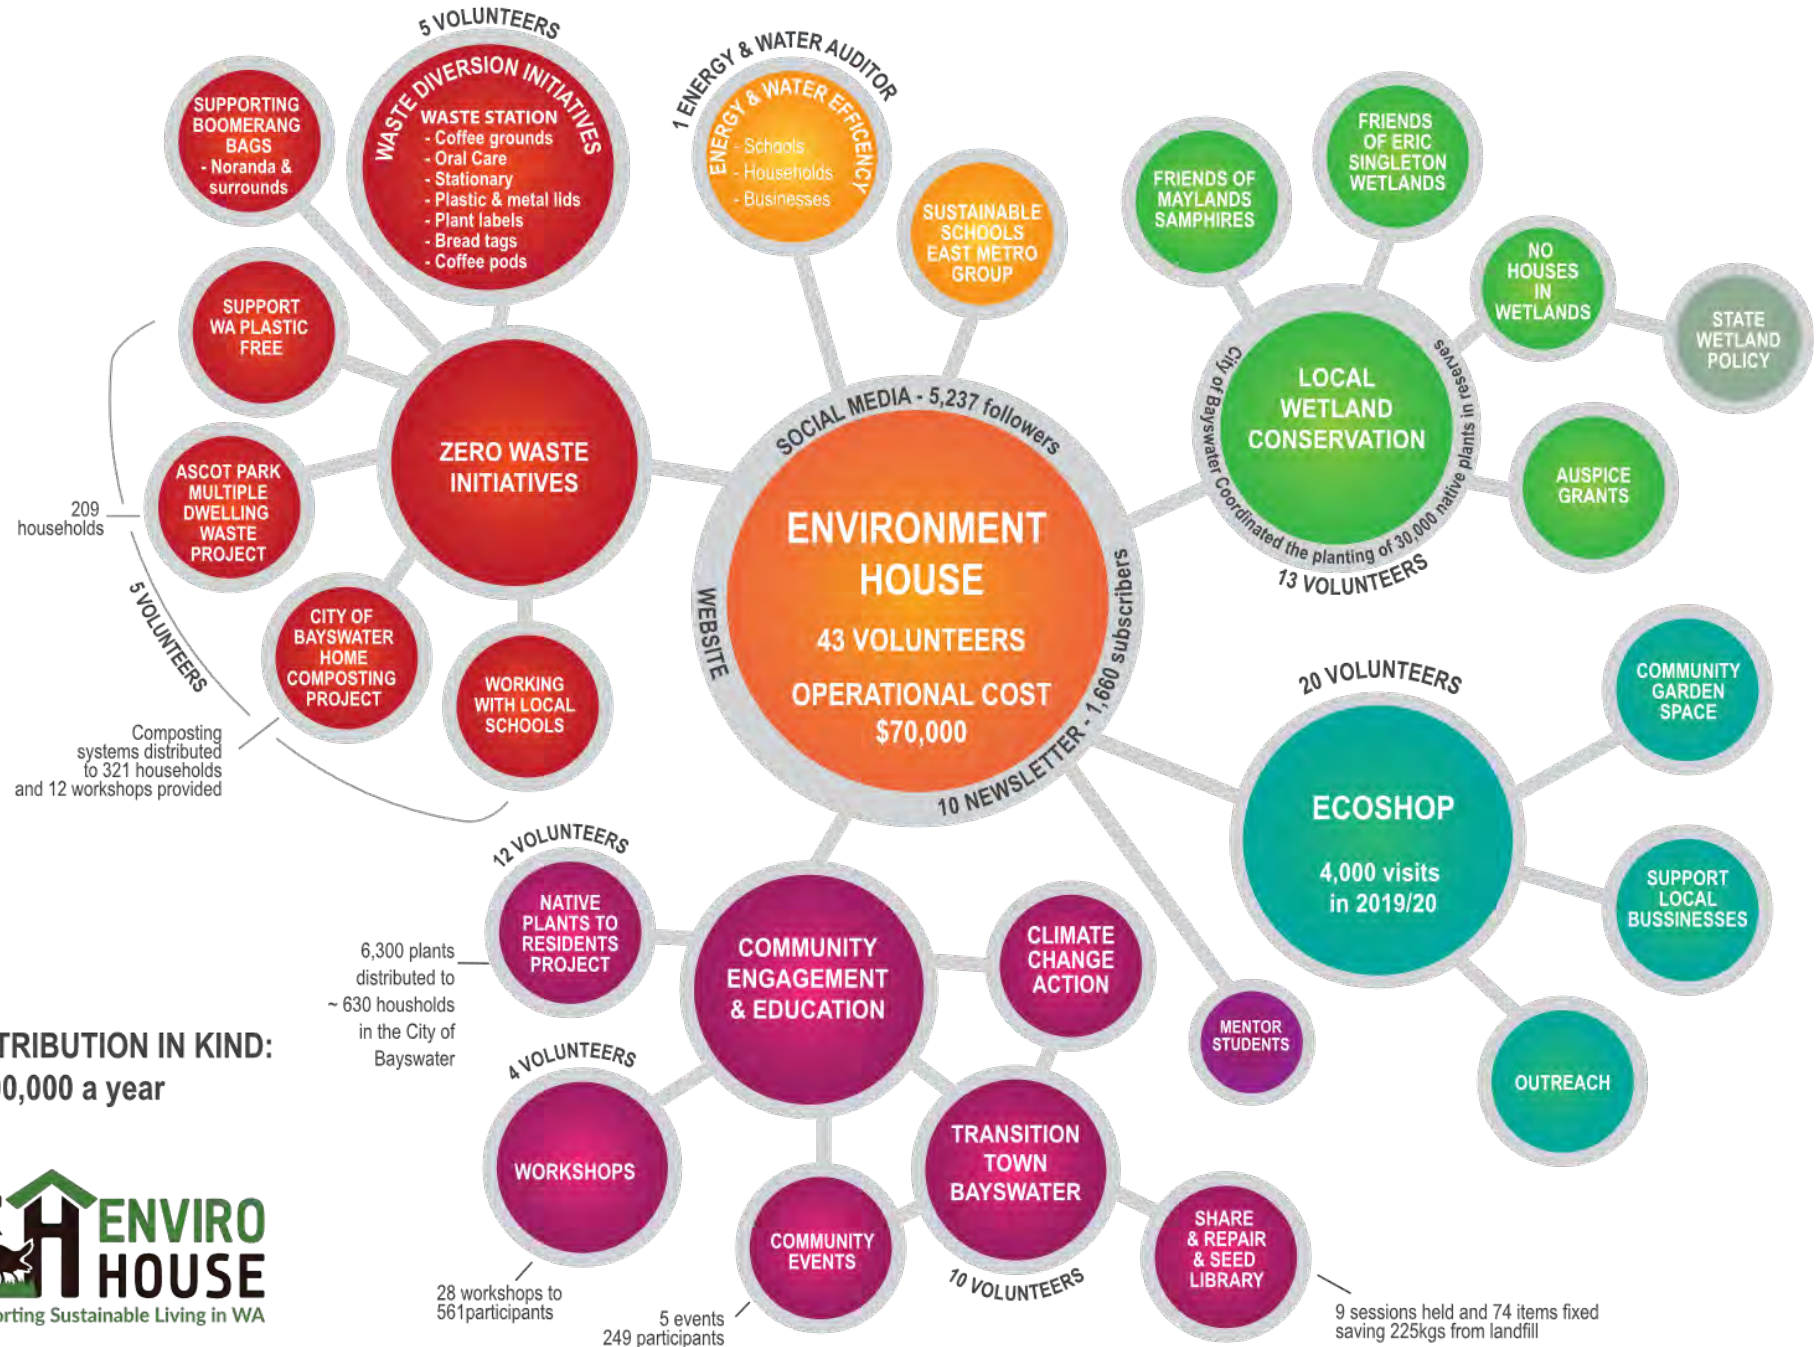 5 VOLUNTEERS
WASTE DIVERSION INITIATIVES
WASTE STATION
- Coffee grounds
- Oral Care
- Stationary
- Plastic & metal lids
- Plant labels
- Bread tags
- Coffee pods
SUPPORTING
BOOMERANG
BAGS
- Noranda &
surrounds
SUPPORT
WA PLASTIC
FREE
ASCOT PARK
MULTIPLE
DWELLING
WASTE
PROJECT
209
households
5 VOLUNTEERS
CITY OF
BAYSWATER
HOME
COMPOSTING
PROJECT
Composting
systems distributed
to 321 households
and 12 workshops provided
WORKING
WITH LOCAL
SCHOOLS
ZERO WASTE
INITIATIVES
1 ENERGY & WATER AUDITOR
ENERGY & WATER EFFICENCY
- Schools
- Households
- Businesses
SUSTAINABLE
SCHOOLS
EAST METRO
GROUP
SOCIAL MEDIA - 5,237 followers
WEBSITE
10 NEWSLETTER - 1,660 subscribers
ENVIRONMENT
HOUSE
43 VOLUNTEERS
OPERATIONAL COST
$70,000
FRIENDS OF
MAYLANDS
SAMPHIRES
FRIENDS
OF ERIC
SINGLETON
WETLANDS
NO
HOUSES
IN
WETLANDS
STATE
WETLAND
POLICY
AUSPICE
GRANTS
LOCAL
WETLAND
CONSERVATION
City of Bayswater Coordinated the planting of 30,000 native plants in reserves
13 VOLUNTEERS
20 VOLUNTEERS
ECOSHOP
4,000 visits
in 2019/20
COMMUNITY
GARDEN
SPACE
SUPPORT
LOCAL
BUSSINESSES
OUTREACH
MENTOR
STUDENTS
COMMUNITY
ENGAGEMENT
& EDUCATION
12 VOLUNTEERS
NATIVE
PLANTS TO
RESIDENTS
PROJECT
6,300 plants
distributed to
~ 630 housholds
in the City of
Bayswater
CLIMATE
CHANGE
ACTION
4 VOLUNTEERS
WORKSHOPS
28 workshops to
561participants
COMMUNITY
EVENTS
5 events
249 participants
TRANSITION
TOWN
BAYSWATER
10 VOLUNTEERS
SHARE
& REPAIR
& SEED
LIBRARY
9 sessions held and 74 items fixed
saving 225kgs from landfill
TRIBUTION IN KIND:
00,000 a year
ENVIRO
HOUSE
orting Sustainable Living in WA